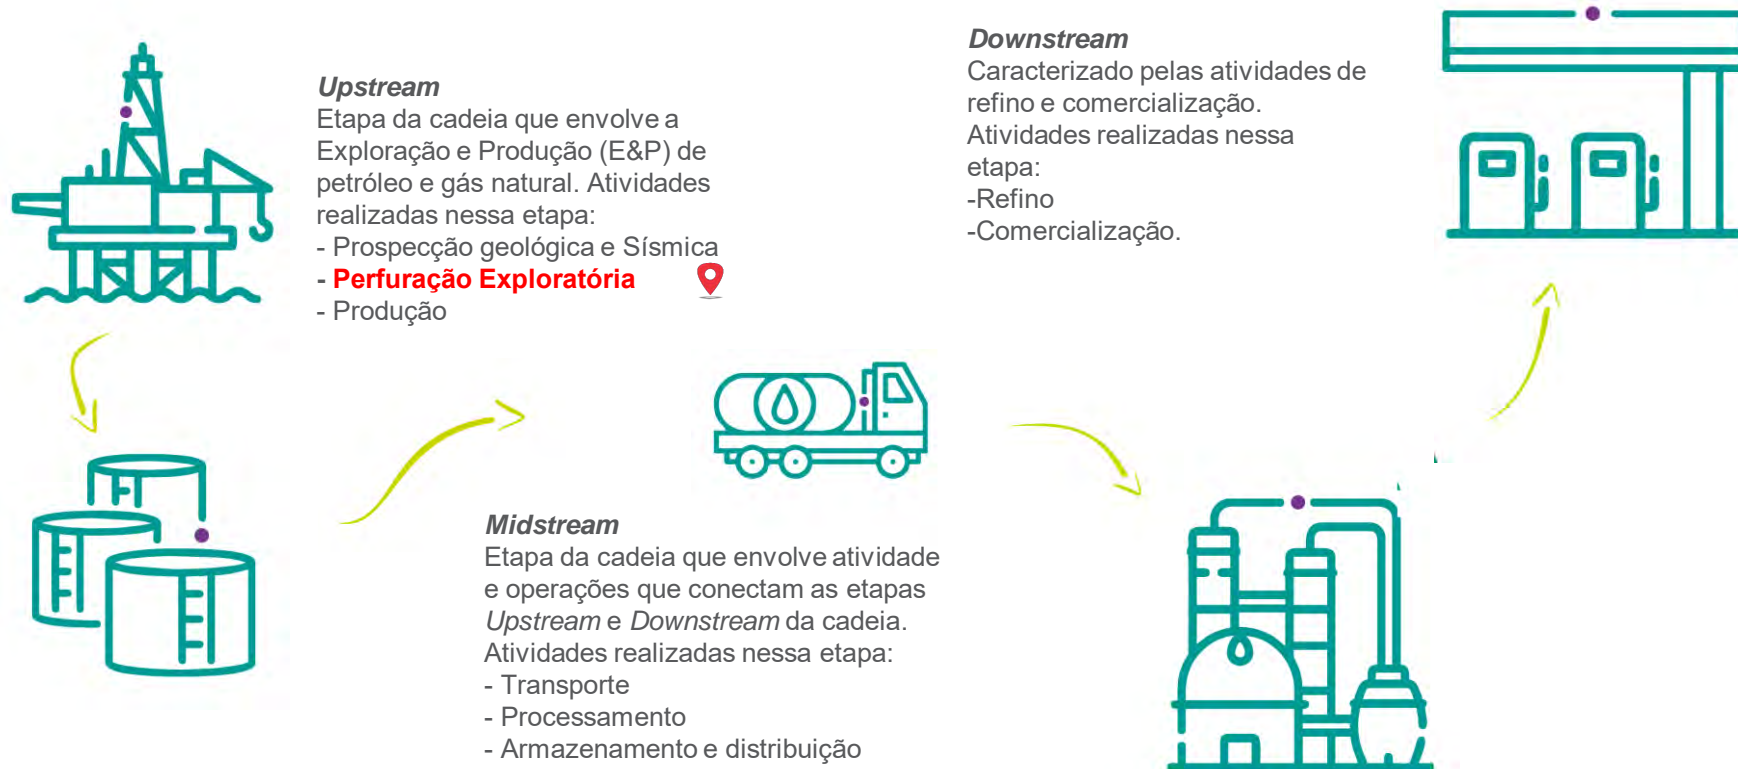 Upstream
Etapa da cadeia que envolve a
Exploração e Produção (E&P) de
petróleo e gás natural. Atividades
realizadas nessa etapa:
- Prospecção geológica e Sísmica
- Perfuração Exploratória
- Produção
Midstream
Etapa da cadeia que envolve atividade
e operações que conectam as etapas
Upstream e Downstream da cadeia.
Atividades realizadas nessa etapa:
- Transporte
- Processamento
- Armazenamento e distribuição
Downstream
Caracterizado pelas atividades de
refino e comercialização.
Atividades realizadas nessa
etapa:
-Refino
-Comercialização.